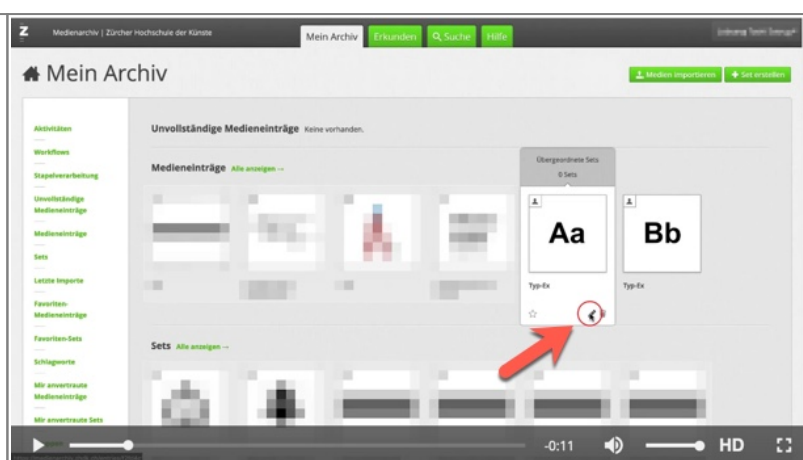 Z Medienarchiv | Zürcher Hochschule der Künste
Mein Archiv Erkunden Suche Hilfe
Mein Archiv
Medien importieren Set erstellen
Aktivitäten
Workflows
Stapelverarbeitung
Unvollständige
Medieneinträge
Medieneinträge
Sets
Letzte Importe
Favoriten-
Medieneinträge
Favoriten-Sets
Schlagworte
Mir anvertraute
Medieneinträge
Mir anvertraute Sets
Unvollständige Medieneinträge Keine vorhanden.
Medieneinträge Alle anzeigen →
Übergeordnete Sets
0 Sets
Aa
Bb
Typ-Ex
Typ-Ex
Sets Alle anzeigen →
-0:11 HD